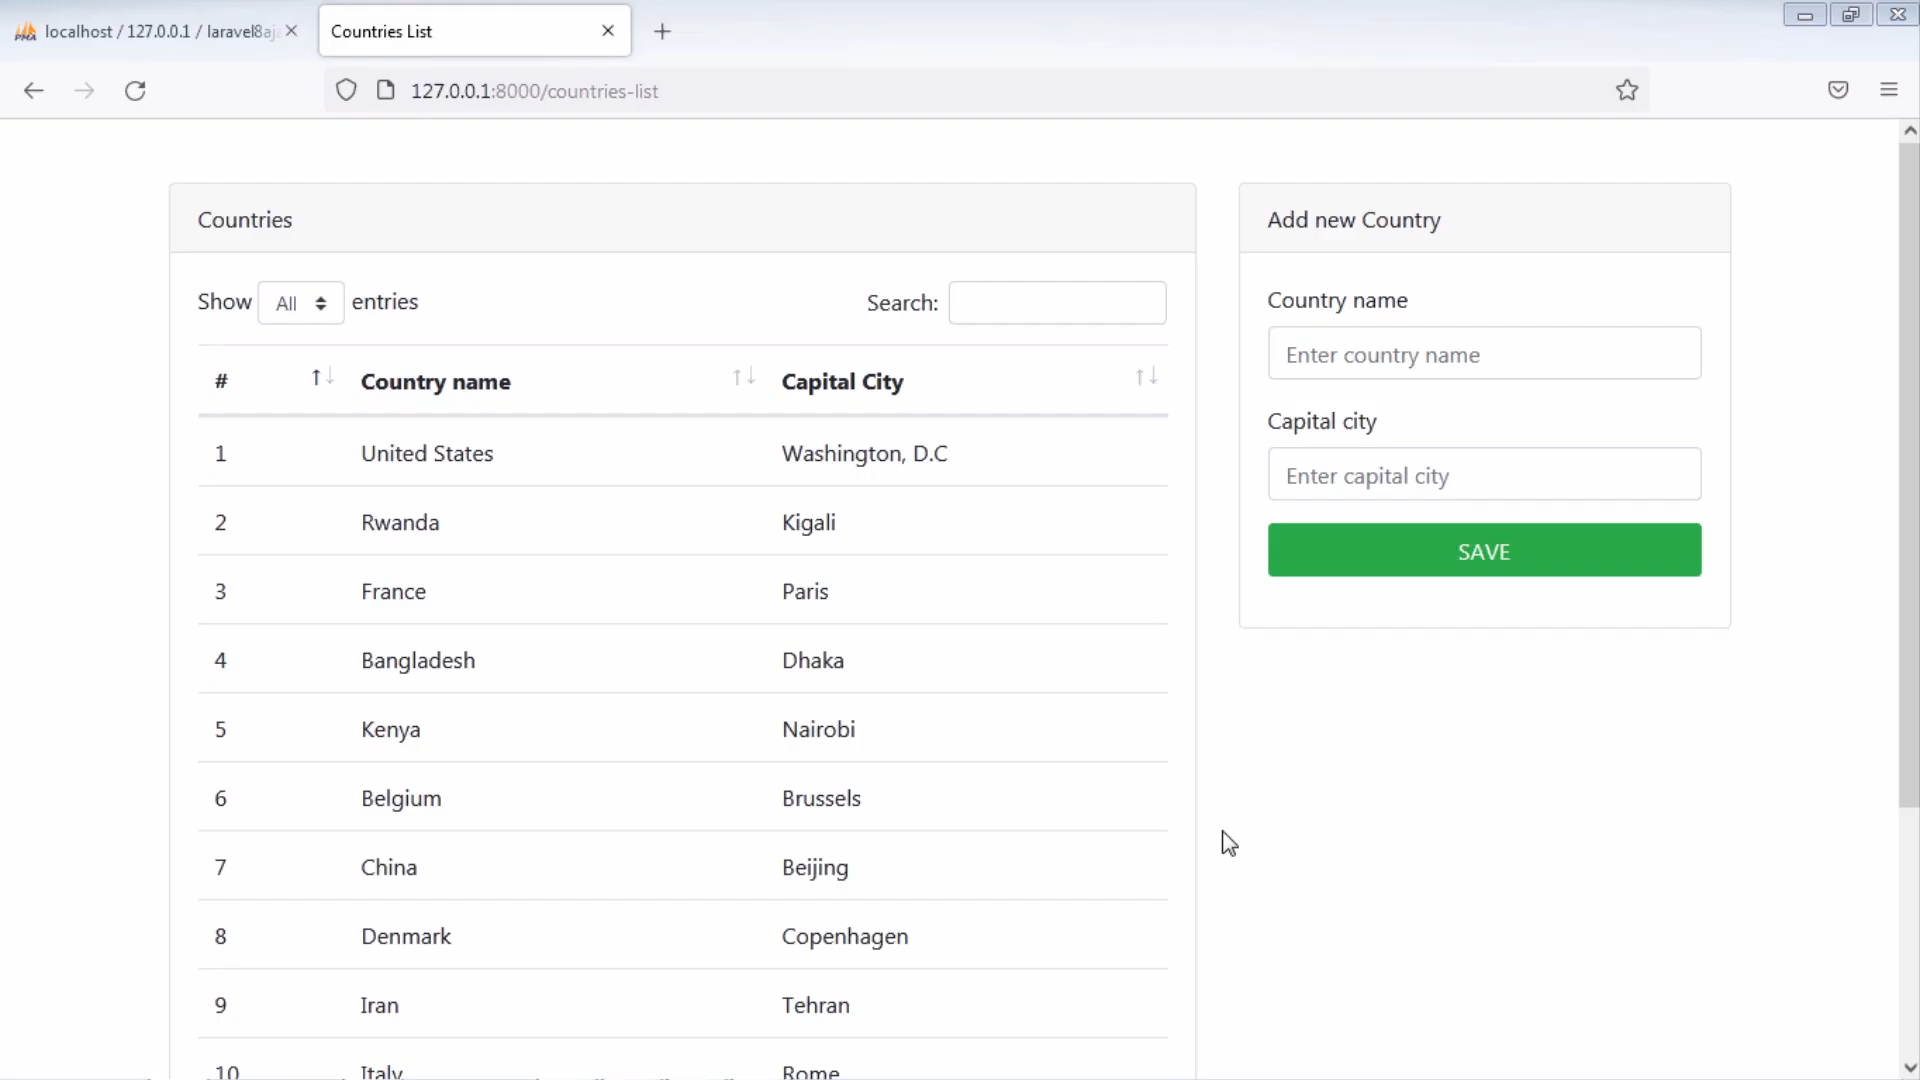 localhost / 127.0.0.1 / laravel8aj
Countries List
127.0.0.1:8000/countries-list
Countries
Show All entries
Search:
# Country name Capital City
1 United States Washington, D.C
2 Rwanda Kigali
3 France Paris
4 Bangladesh Dhaka
5 Kenya Nairobi
6 Belgium Brussels
7 China Beijing
8 Denmark Copenhagen
9 Iran Tehran
10 Italy Rome
Add new Country
Country name
Enter country name
Capital city
Enter capital city
SAVE